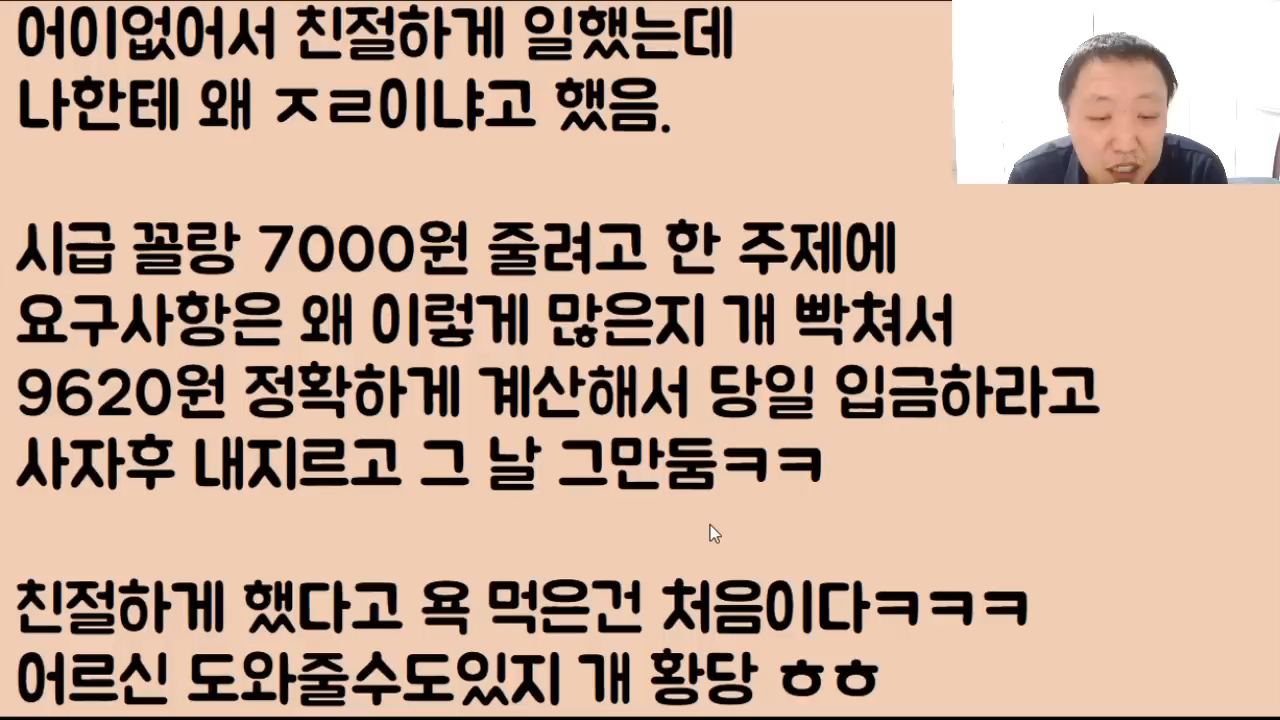 어이없어서 친절하게 일했는데
나한테 왜 ㅈㄹ이냐고 했음.
시급 꼴랑 7000원 줄려고 한 주제에
요구사항은 왜 이렇게 많은지 개 빡쳐서
9620원 정확하게 계산해서 당일 입금하라고
사자후 내지르고 그 날 그만둠ㅋㅋ
친절하게 했다고 욕 먹은건 처음이다ㅋㅋㅋ
어르신 도와줄수도있지 개 황당 ㅎㅎ